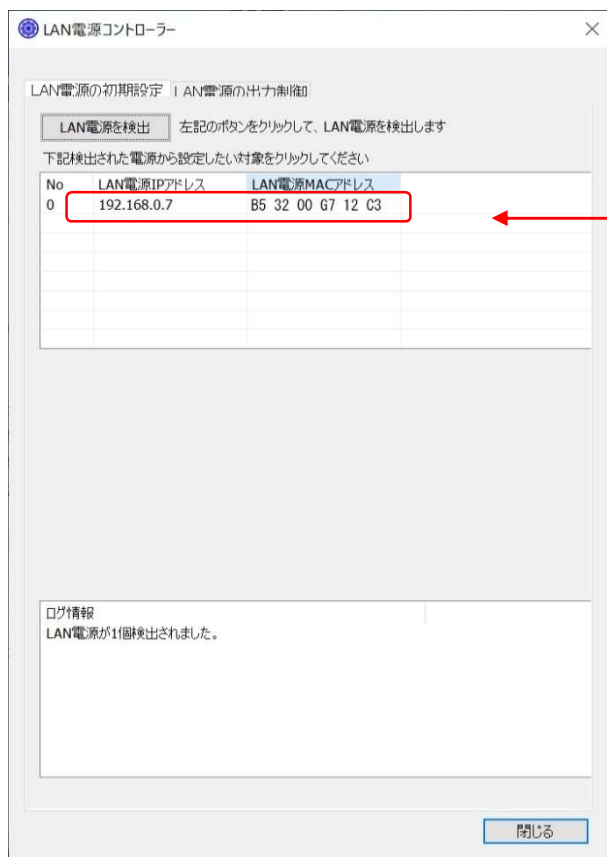 LAN電源コントローラー
LAN電源の初期設定 LAN電源の出力制御
LAN電源を検出 左記のボタンをクリックして、LAN電源を検出します
下記検出された電源から設定したい対象をクリックしてください
No LAN電源IPアドレス LAN電源MACアドレス
0 192.168.0.7 B5 32 00 G7 12 C3
ログ情報
LAN電源が1個検出されました。
閉じる